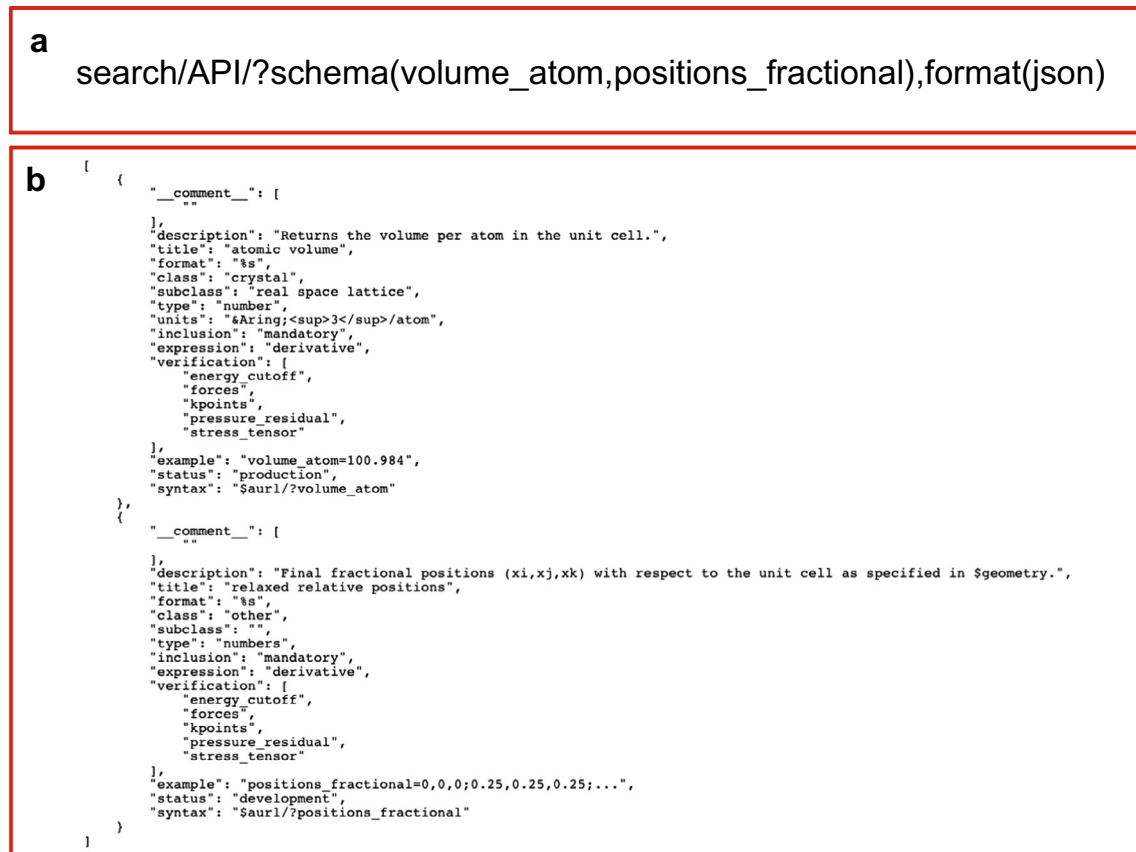 a
search/API/?schema(volume_atom,positions_fractional),format(json)
b
[
{
"__comment__": [
""
],
"description": "Returns the volume per atom in the unit cell.",
"title": "atomic volume",
"format": "%s",
"class": "crystal",
"subclass": "real space lattice",
"type": "number",
"units": "&Aring;<sup>3</sup>/atom",
"inclusion": "mandatory",
"expression": "derivative",
"verification": [
"energy_cutoff",
"forces",
"kpoints",
"pressure_residual",
"stress_tensor"
],
"example": "volume_atom=100.984",
"status": "production",
"syntax": "$aurl/?volume_atom"
},
{
"__comment__": [
""
],
"description": "Final fractional positions (xi,xj,xk) with respect to the unit cell as specified in $geometry.",
"title": "relaxed relative positions",
"format": "%s",
"class": "other",
"subclass": "",
"type": "numbers",
"inclusion": "mandatory",
"expression": "derivative",
"verification": [
"energy_cutoff",
"forces",
"kpoints",
"pressure_residual",
"stress_tensor"
],
"example": "positions_fractional=0,0,0;0.25,0.25,0.25;...",
"status": "development",
"syntax": "$aurl/?positions_fractional"
}
]